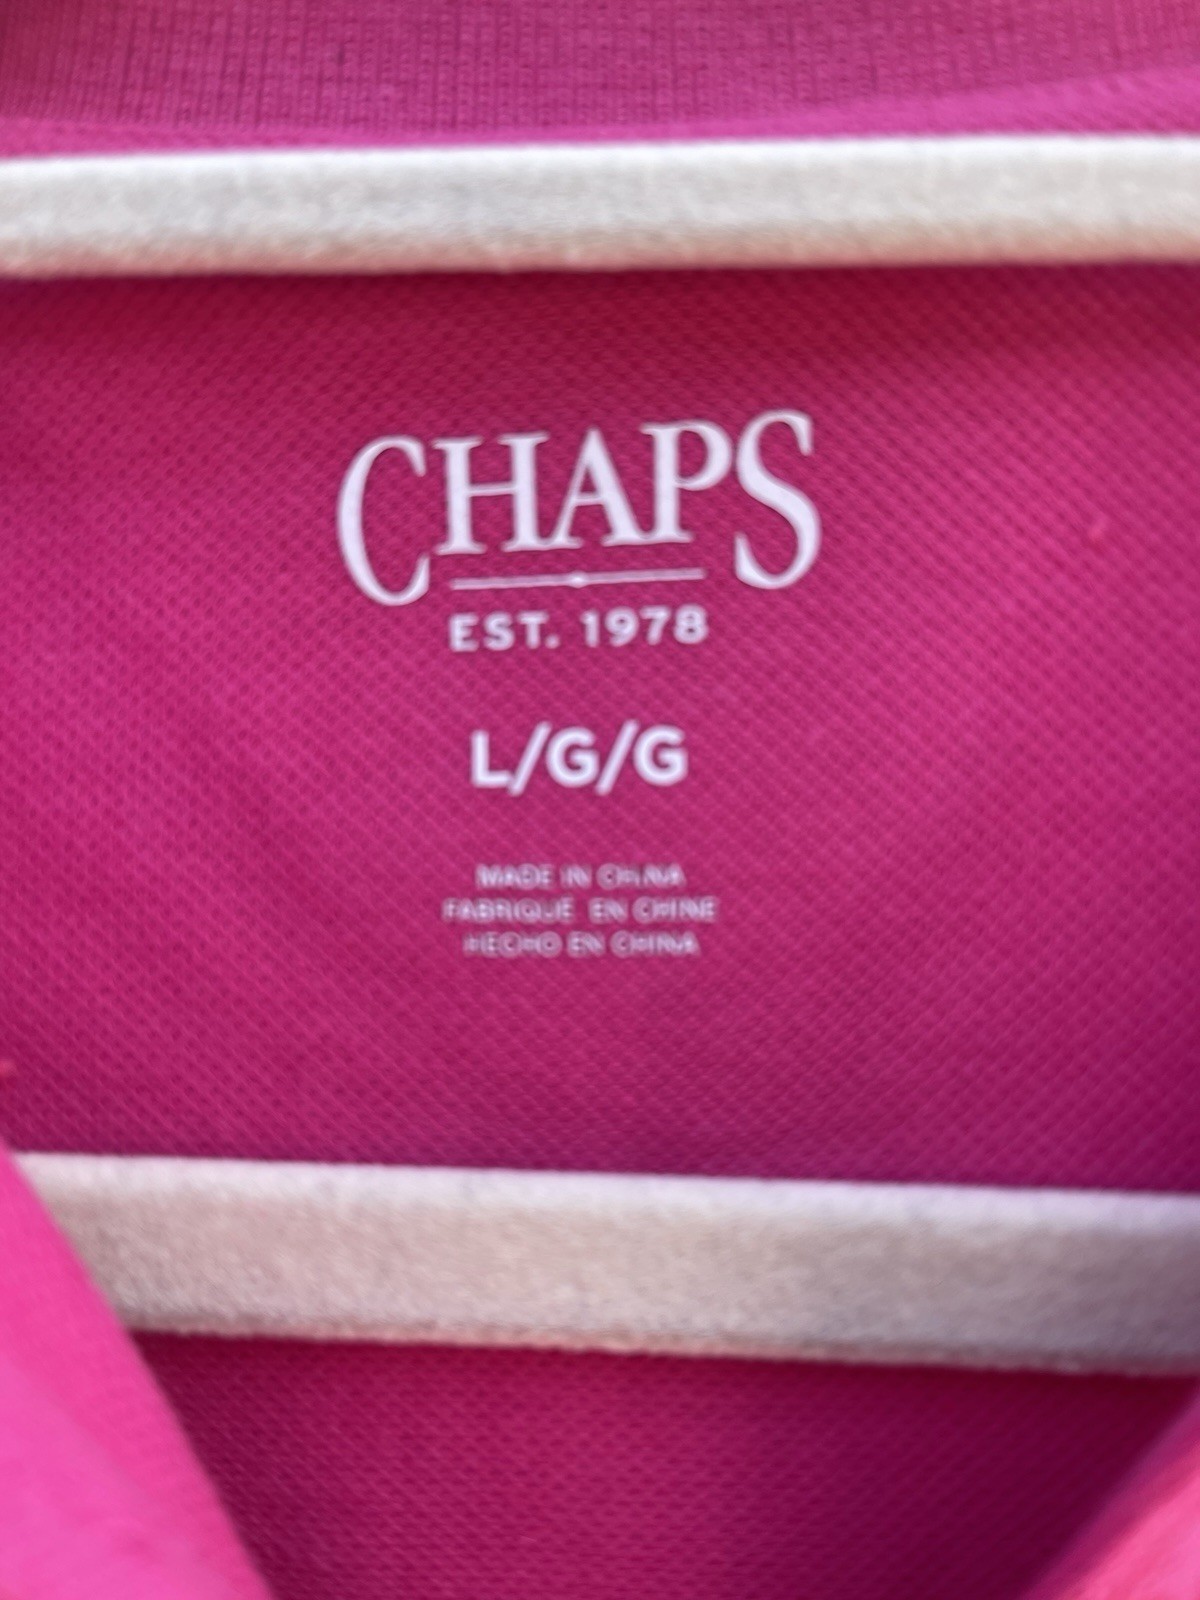 CHAPS
EST. 1978
L/G/G
MADE IN CHINA
FABRIQUÉ EN CHINE
HECHO EN CHINA